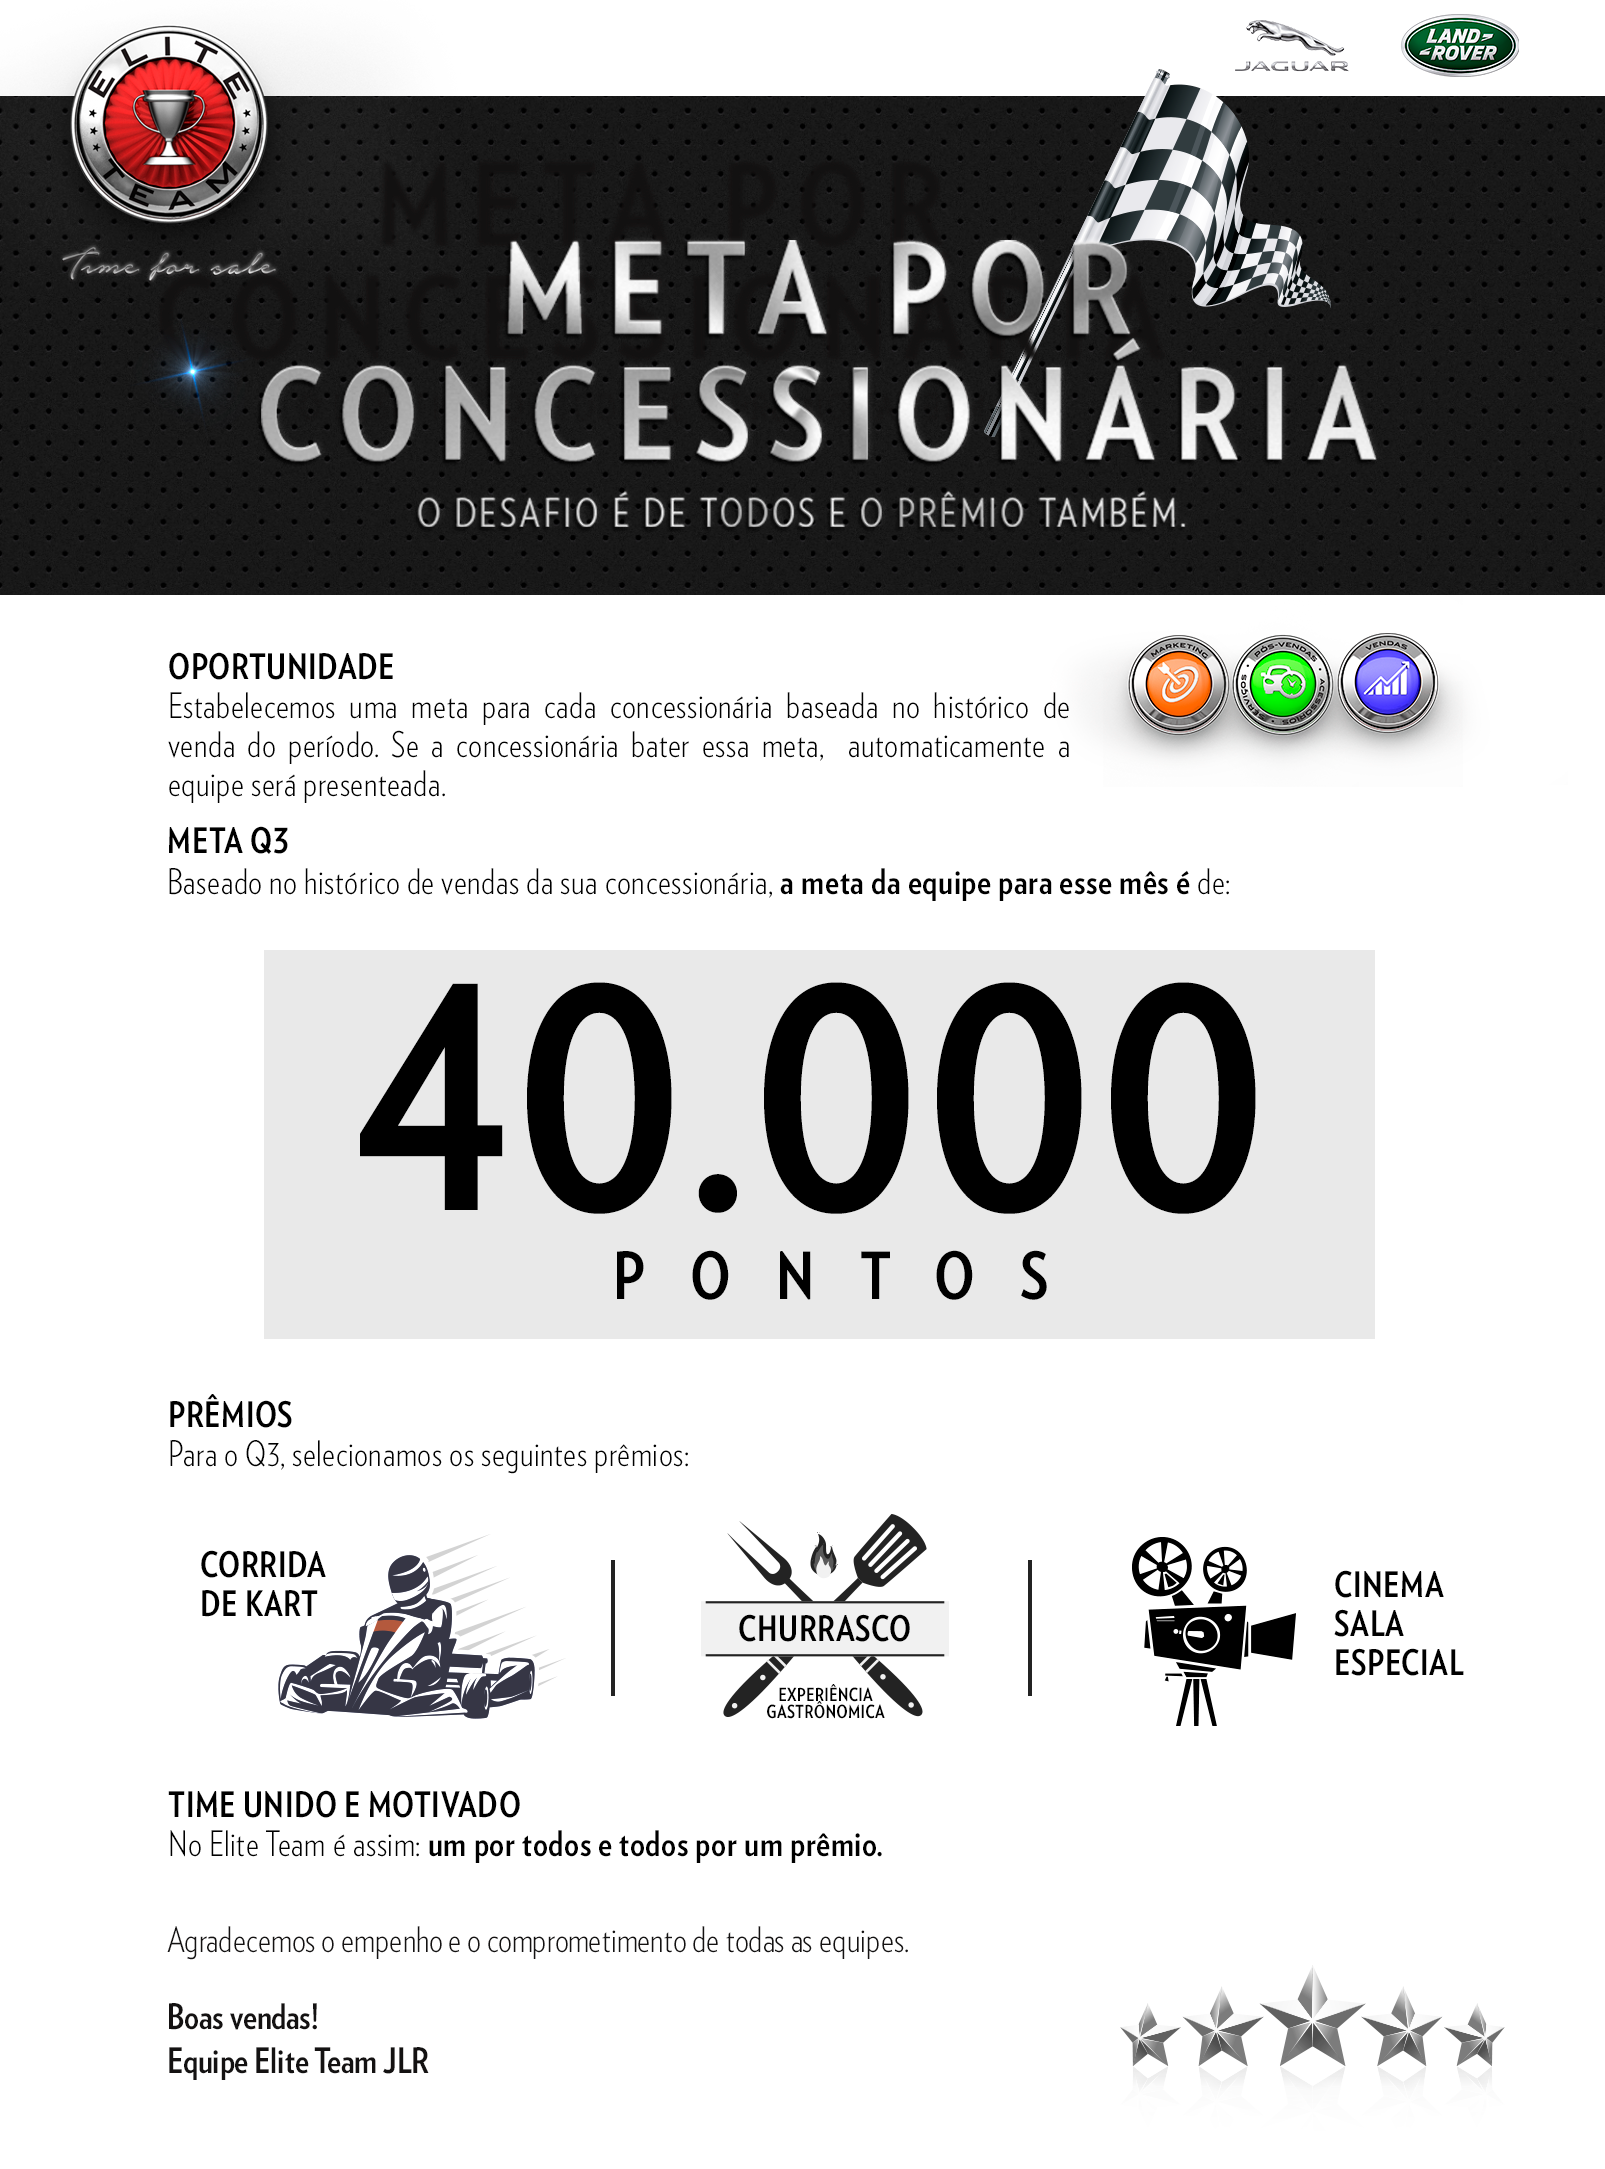 ELITE
TEAM
Time for sale
JAGUAR
LAND-
-ROVER
META POR
CONCESSIONÁRIA
O DESAFIO É DE TODOS E O PRÊMIO TAMBÉM.
OPORTUNIDADE
Estabelecemos uma meta para cada concessionária baseada no histórico de
venda do período. Se a concessionária bater essa meta, automaticamente a
equipe será presenteada.
MARKETING
PÓS-VENDAS
ACESSÓRIOS
SERVIÇOS
VENDAS
META Q3
Baseado no histórico de vendas da sua concessionária, a meta da equipe para esse mês é de:
40.000
PONTOS
PRÊMIOS
Para o Q3, selecionamos os seguintes prêmios:
CORRIDA
DE KART
CHURRASCO
EXPERIÊNCIA
GASTRÔNOMICA
CINEMA
SALA
ESPECIAL
TIME UNIDO E MOTIVADO
No Elite Team é assim: um por todos e todos por um prêmio.
Agradecemos o empenho e o comprometimento de todas as equipes.
Boas vendas!
Equipe Elite Team JLR